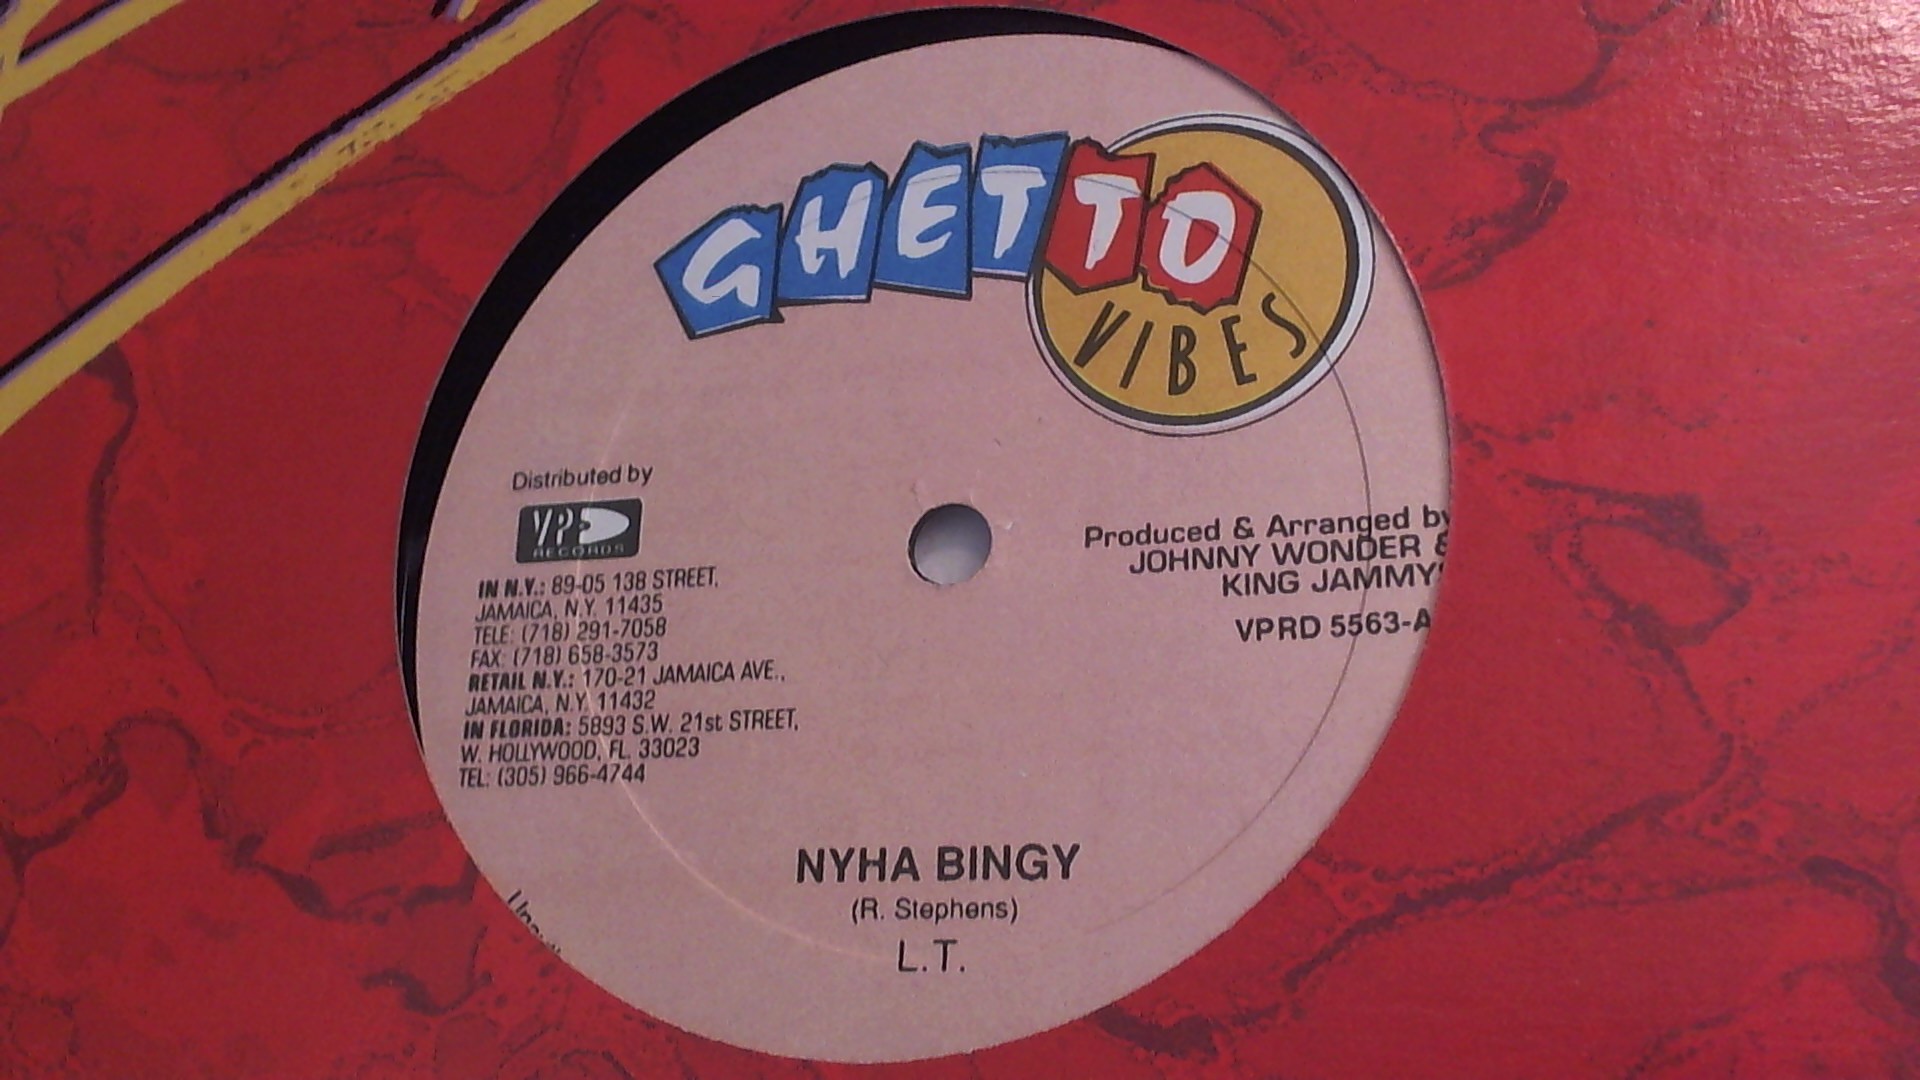 GHETTO
VIBES
Distributed by
VP
RECORDS
IN N.Y.: 89-05 138 STREET,
JAMAICA, N.Y. 11435
TELE: (718) 291-7058
FAX: (718) 658-3573
RETAIL N.Y.: 170-21 JAMAICA AVE.,
JAMAICA, N.Y. 11432
IN FLORIDA: 5893 S.W. 21st STREET,
W. HOLLYWOOD, FL 33023
TEL: (305) 966-4744
Produced & Arranged by
JOHNNY WONDER &
KING JAMMYS
VPRD 5563-A
NYHA BINGY
(R. Stephens)
L.T.